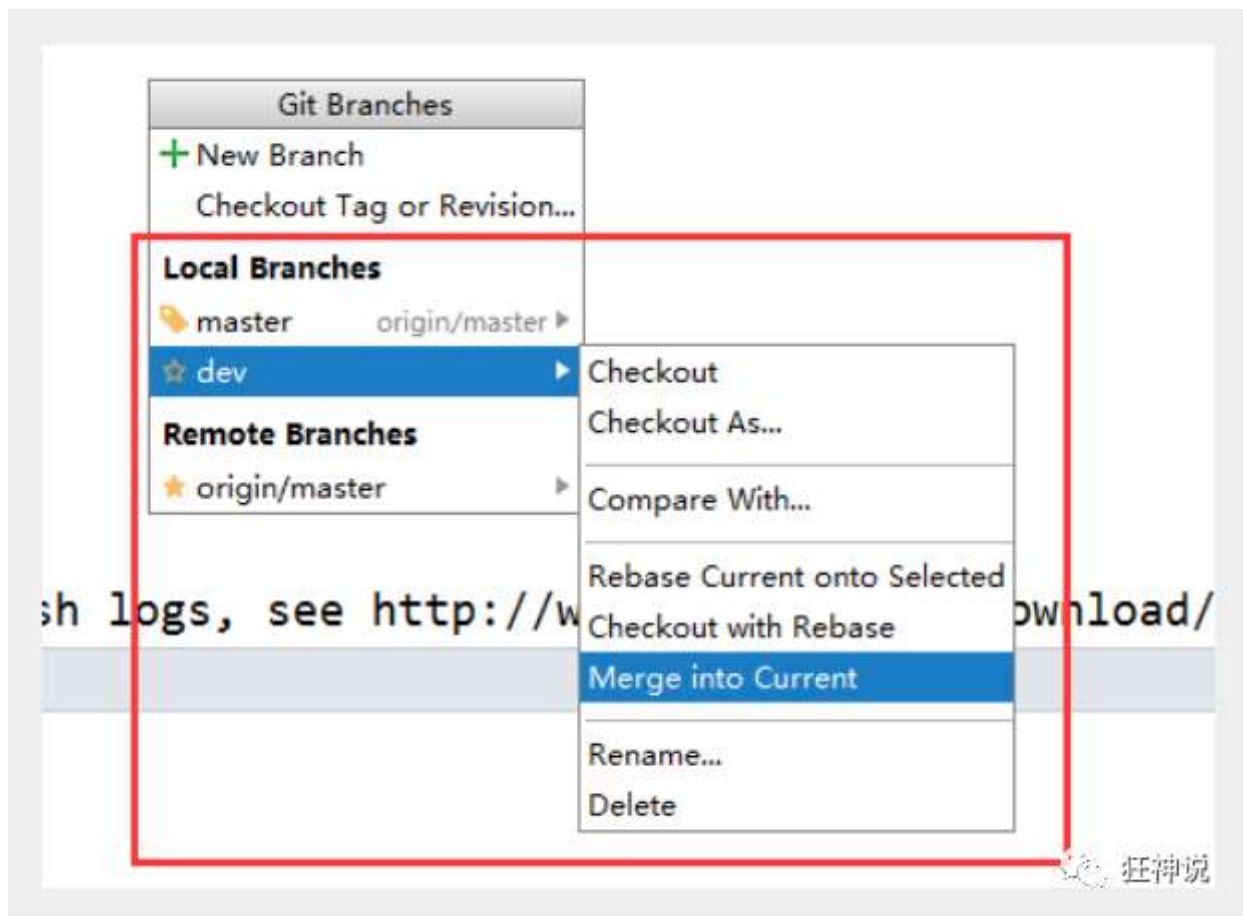 Git Branches
New Branch
Checkout Tag or Revision...
Local Branches
master origin/master
dev
Remote Branches
origin/master
Checkout
Checkout As...
Compare With...
Rebase Current onto Selected
Checkout with Rebase
Merge into Current
Rename...
Delete
sh logs, see http://w ownload/
狂神说